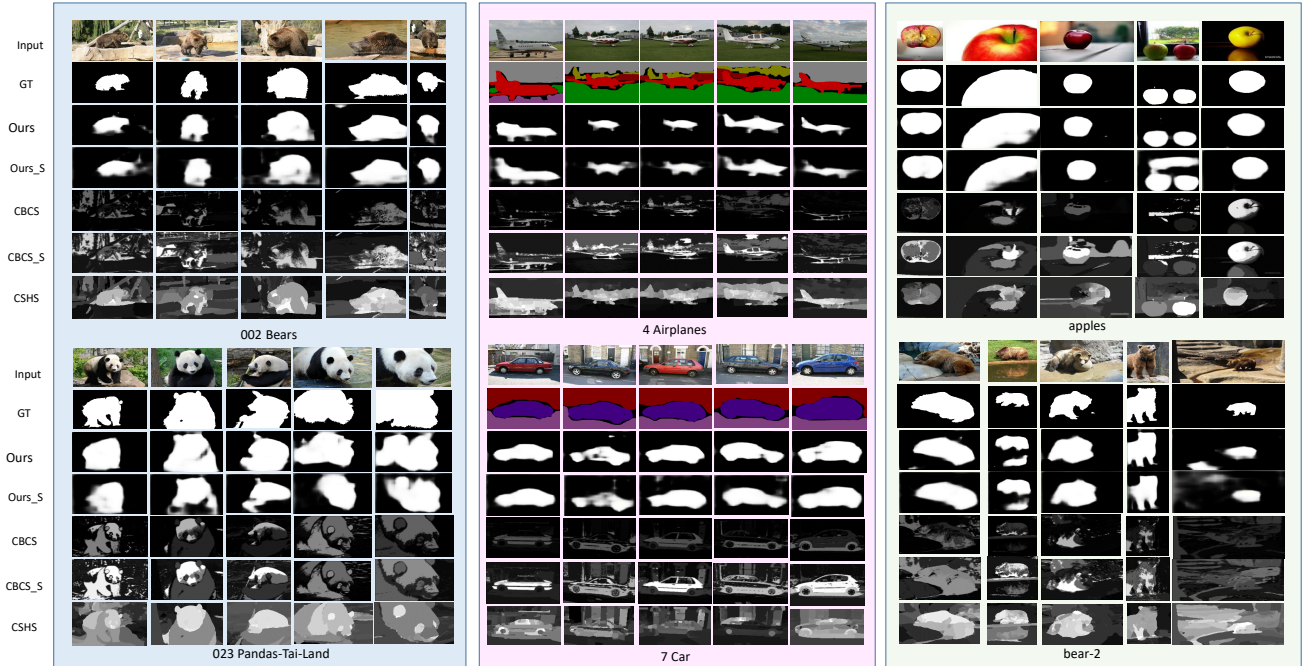 Input
GT
Ours
Ours_S
CBCS
CBCS_S
CSHS
002 Bears
4 Airplanes
apples
Input
GT
Ours
Ours_S
CBCS
CBCS_S
CSHS
023 Pandas-Tai-Land
7 Car
bear-2